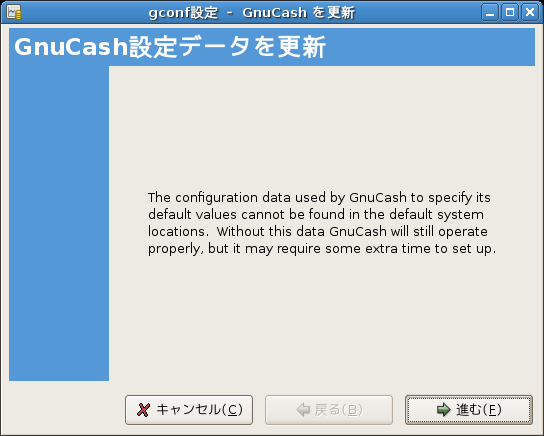 gconf設定 - GnuCash を更新
GnuCash設定データを更新
The configuration data used by GnuCash to specify its
default values cannot be found in the default system
locations.  Without this data GnuCash will still operate
properly, but it may require some extra time to set up.
キャンセル(C)
戻る(B)
進む(F)